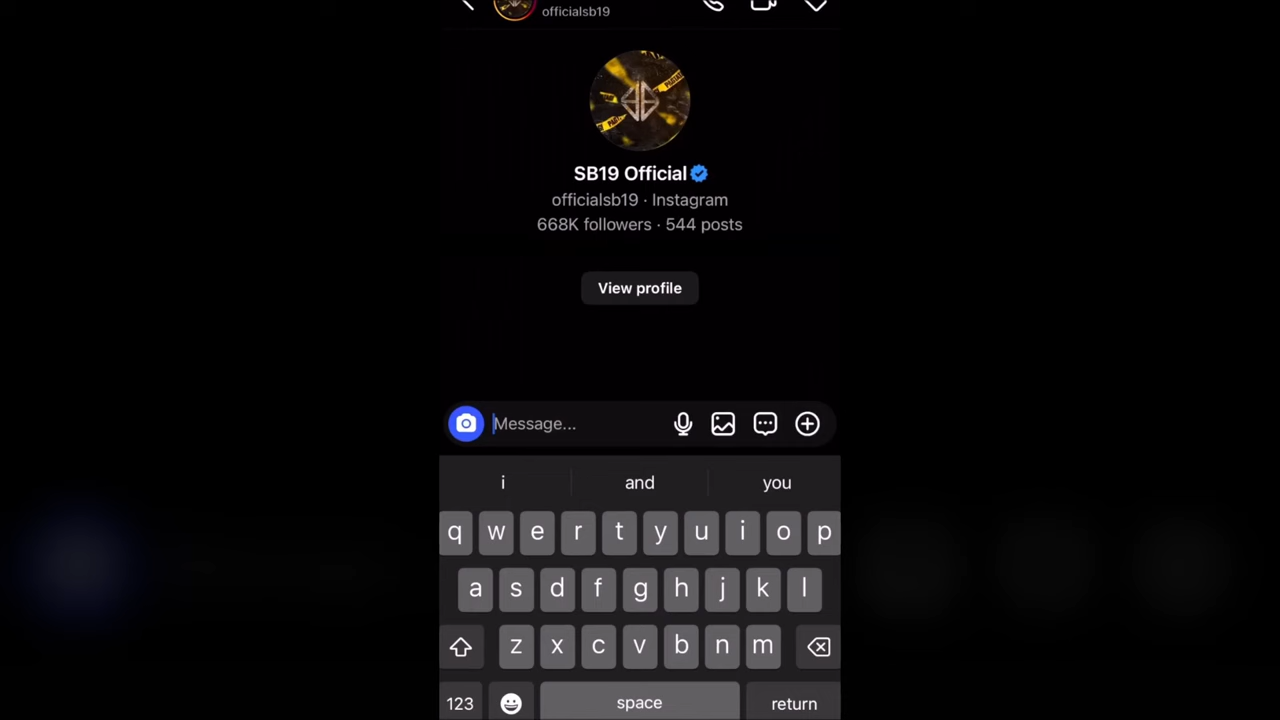 officialsb19
SB19 Official
officialsb19 · Instagram
668K followers · 544 posts
View profile
Message...
i and you
q w e r t y u i o p
a s d f g h j k l
z x c v b n m
123 space return